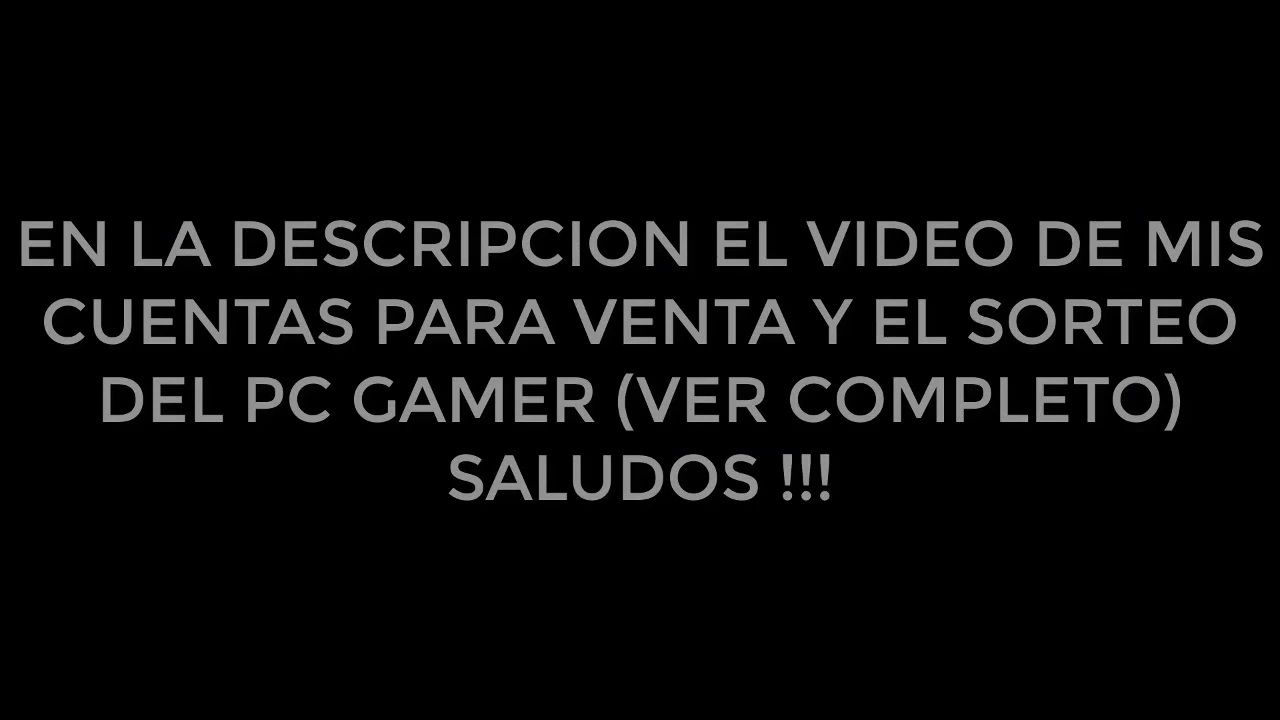 EN LA DESCRIPCION EL VIDEO DE MIS
CUENTAS PARA VENTA Y EL SORTEO
DEL PC GAMER (VER COMPLETO)
SALUDOS !!!